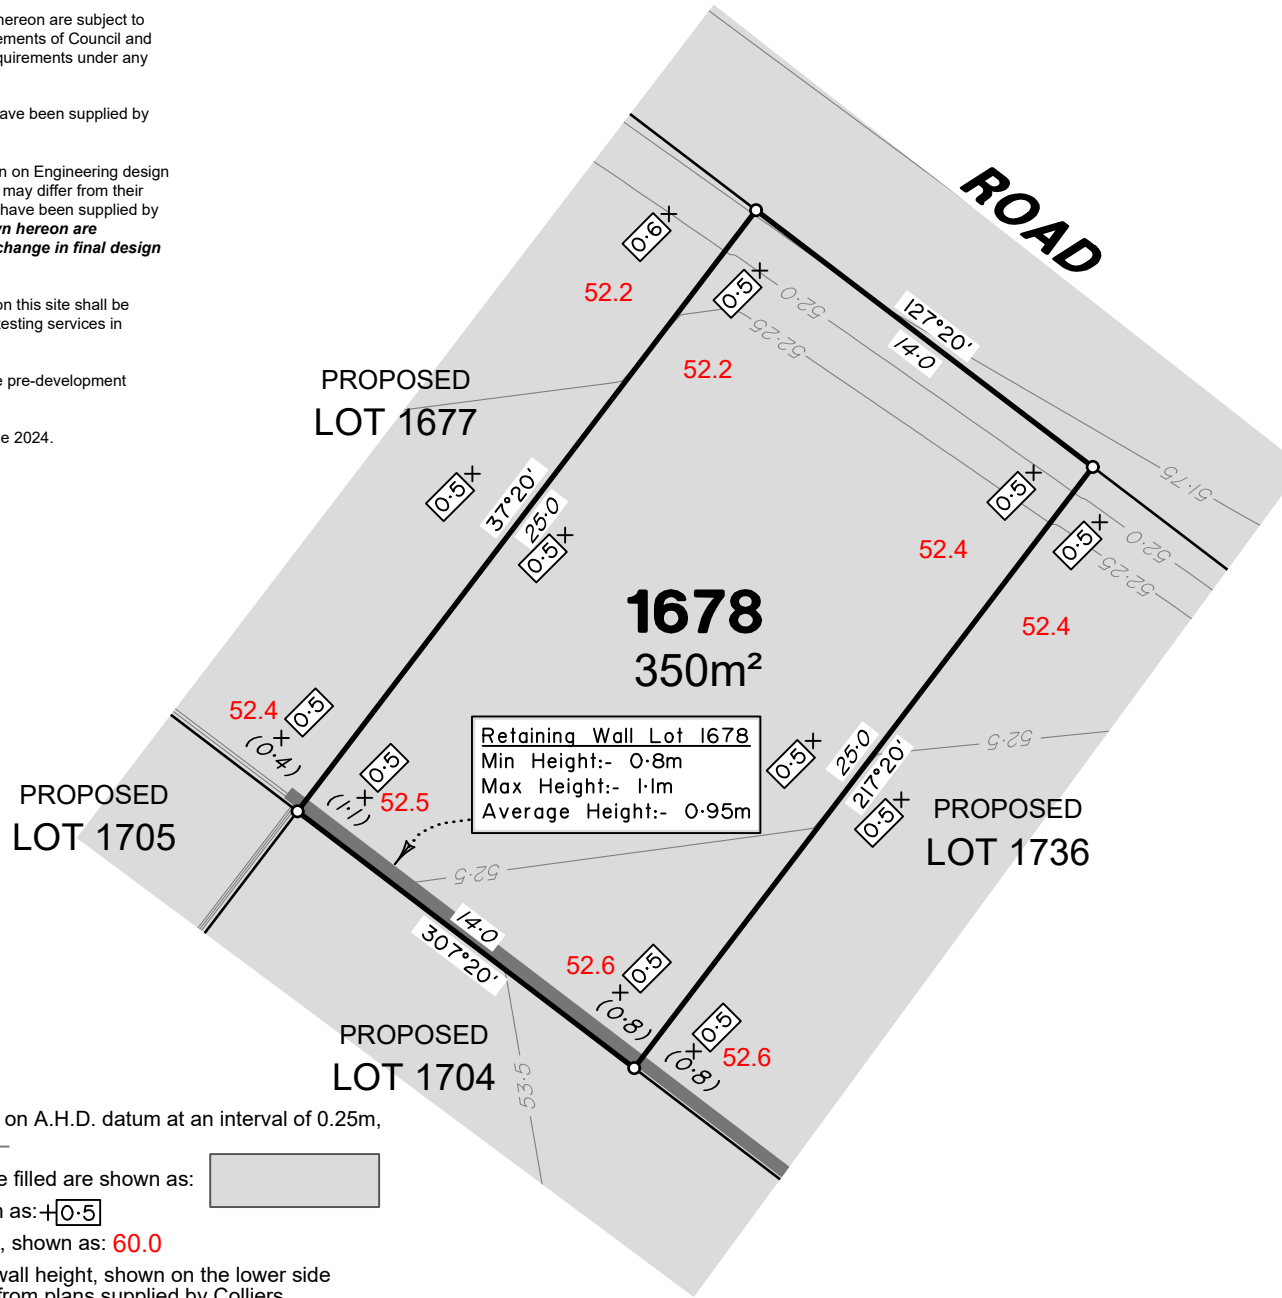 hereon are subject to
ements of Council and
quirements under any
ave been supplied by
n on Engineering design
may differ from their
have been supplied by
n hereon are
change in final design
on this site shall be
testing services in
e pre-development
e 2024.
ROAD
0·6
52.2
0·5
52·0
52·25
52.2
127°20'
14·0
PROPOSED
LOT 1677
0·5
37°20'
25·0
0·5
51·75
0·5
52.4
0·5
52·0
52·25
52.4
1678
350m²
52.4
0·5
(0·4)
0·5
(1·1)
52.5
Retaining Wall Lot 1678
Min Height:- 0·8m
Max Height:- 1·1m
Average Height:- 0·95m
0·5
25·0
217°20'
0·5
52·5
PROPOSED
LOT 1705
PROPOSED
LOT 1736
52·5
14·0
307°20'
52.6
0·5
(0·8)
0·5
(0·8)
52.6
PROPOSED
LOT 1704
53·5
on A.H.D. datum at an interval of 0.25m,
e filled are shown as:
n as: 0·5
, shown as: 60.0
wall height, shown on the lower side
from plans supplied by Colliers